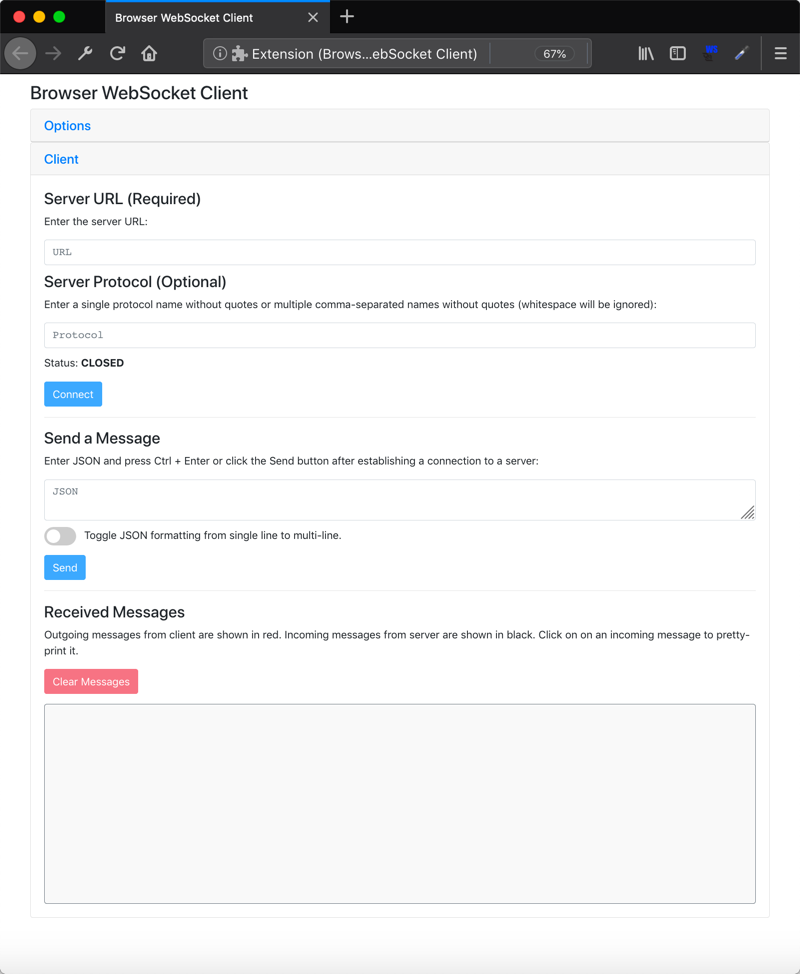 Browser WebSocket Client
Extension (Brows...ebSocket Client)
67%
Browser WebSocket Client
Options
Client
Server URL (Required)
Enter the server URL:
URL
Server Protocol (Optional)
Enter a single protocol name without quotes or multiple comma-separated names without quotes (whitespace will be ignored):
Protocol
Status: CLOSED
Connect
Send a Message
Enter JSON and press Ctrl + Enter or click the Send button after establishing a connection to a server:
JSON
Toggle JSON formatting from single line to multi-line.
Send
Received Messages
Outgoing messages from client are shown in red. Incoming messages from server are shown in black. Click on on an incoming message to pretty-
print it.
Clear Messages